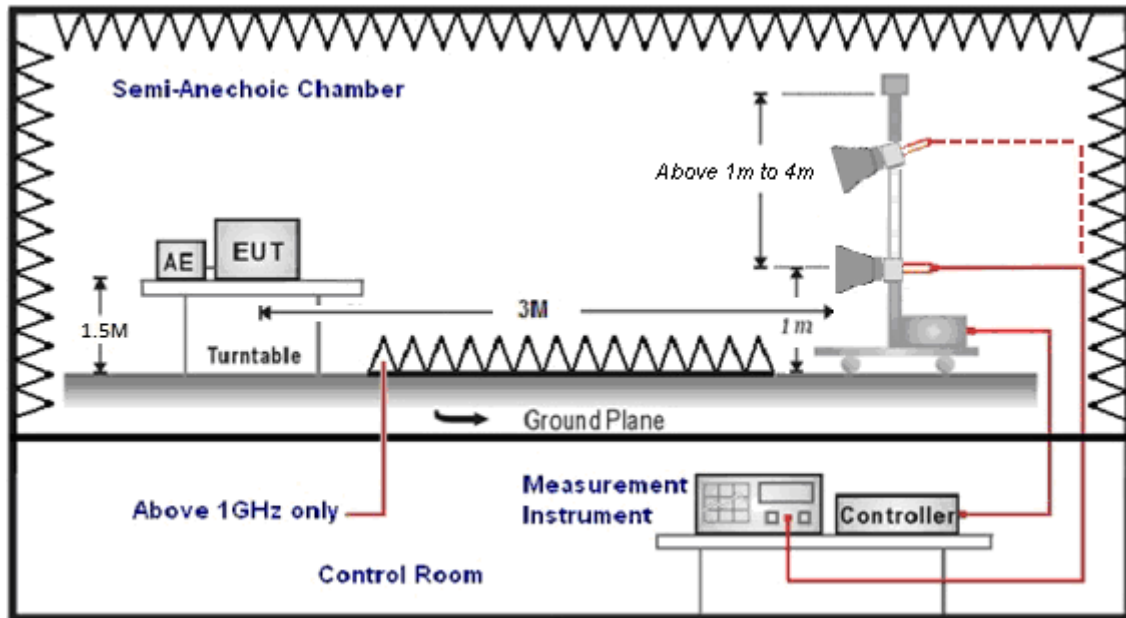 Semi-Anechoic Chamber
Above 1m to 4m
AE
EUT
1.5M
3M
1m
Turntable
Ground Plane
Above 1GHz only
Measurement
Instrument
Controller
Control Room